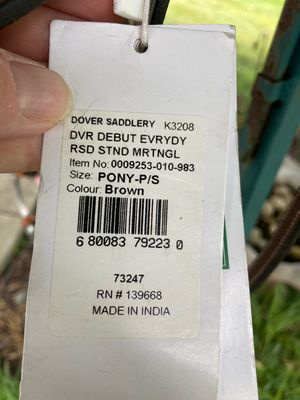 DOVER SADDLERY K3208
DVR DEBUT EVRYDY
RSD STND MRTNGL
Item No: 0009253-010-983
Size: PONY-P/S
Colour: Brown
6 80083 79223 0
73247
RN # 139668
MADE IN INDIA